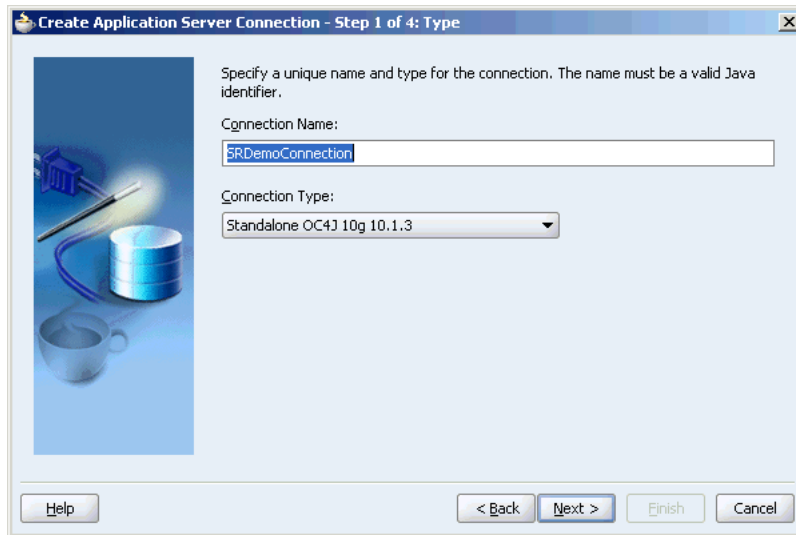 Create Application Server Connection - Step 1 of 4: Type
Specify a unique name and type for the connection. The name must be a valid Java
identifier.
Connection Name:
SRDemoConnection
Connection Type:
Standalone OC4J 10g 10.1.3
Help
< Back
Next >
Finish
Cancel